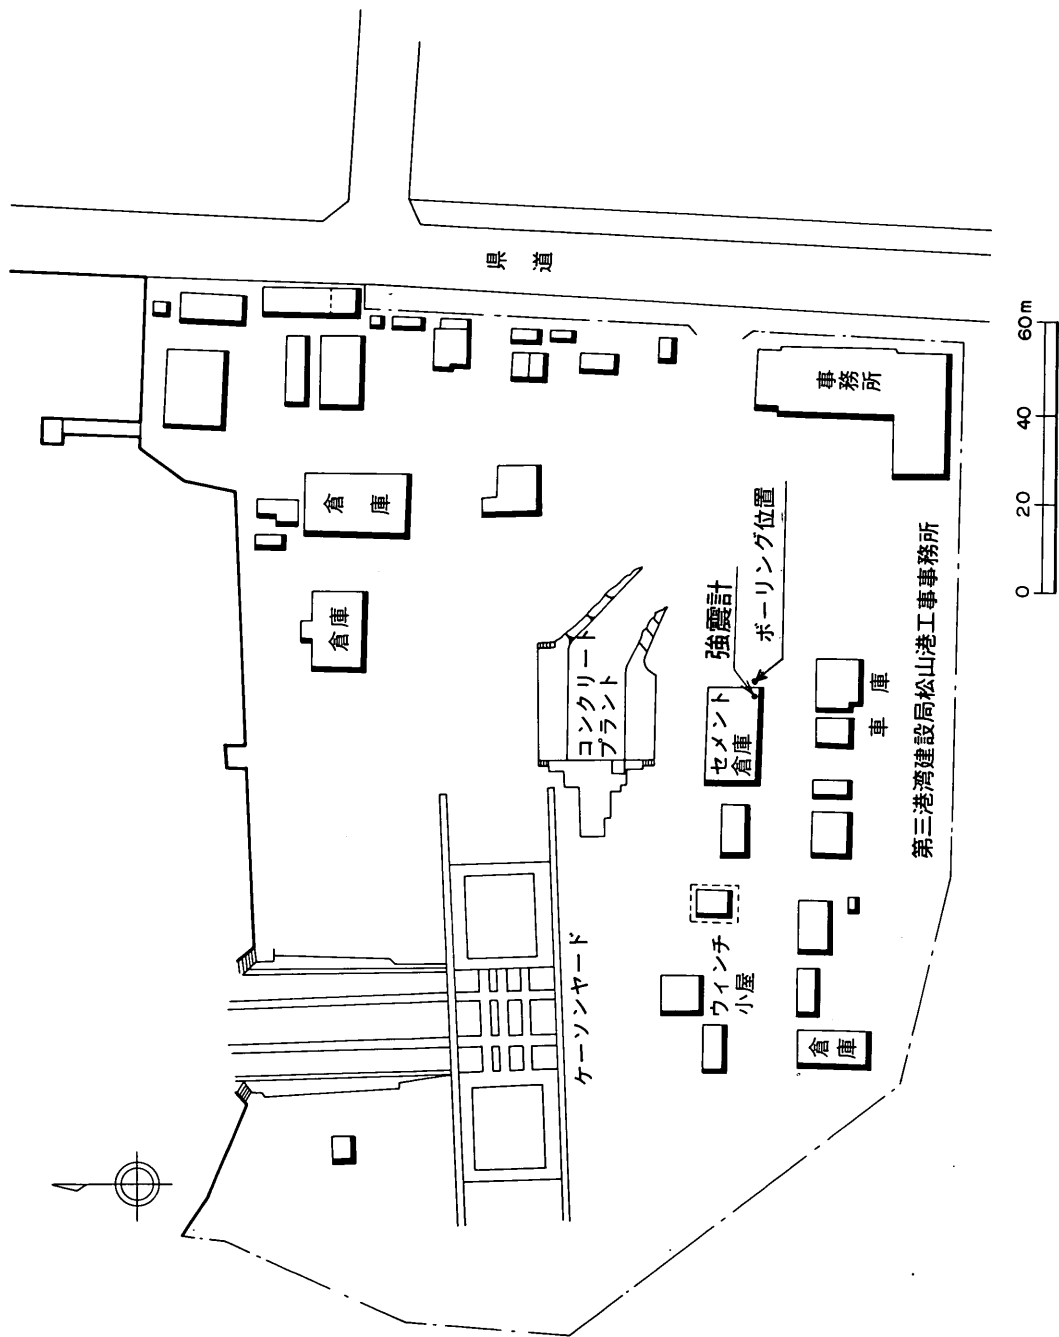 県道
事務所
倉庫
倉庫
コンクリート
プラント
強震計
ボーリング位置
セメント
倉庫
車庫
ウィンチ
小屋
倉庫
ケーソンヤード
第三港湾建設局松山港工事事務所
0 20 40 60m